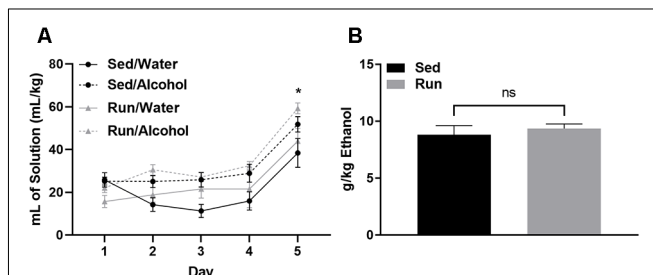 A
Sed/Water
Sed/Alcohol
Run/Water
Run/Alcohol
*
mL of Solution (mL/kg)
80
60
40
20
0
1 2 3 4 5
Day
B
Sed
Run
ns
g/kg Ethanol
15
10
5
0